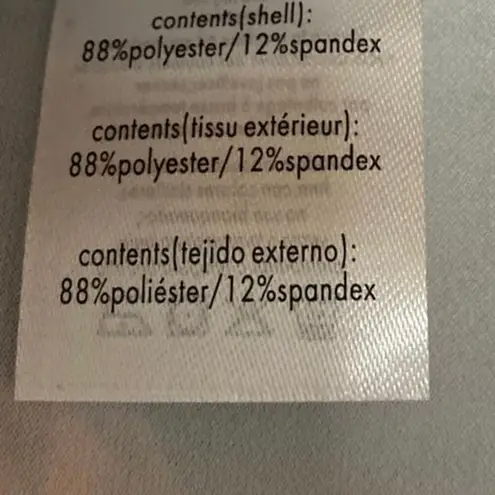 contents(shell):
88%polyester/12%spandex
contents(tissu extérieur):
88%polyester/12%spandex
contents(tejido externo):
88%poliéster/12%spandex